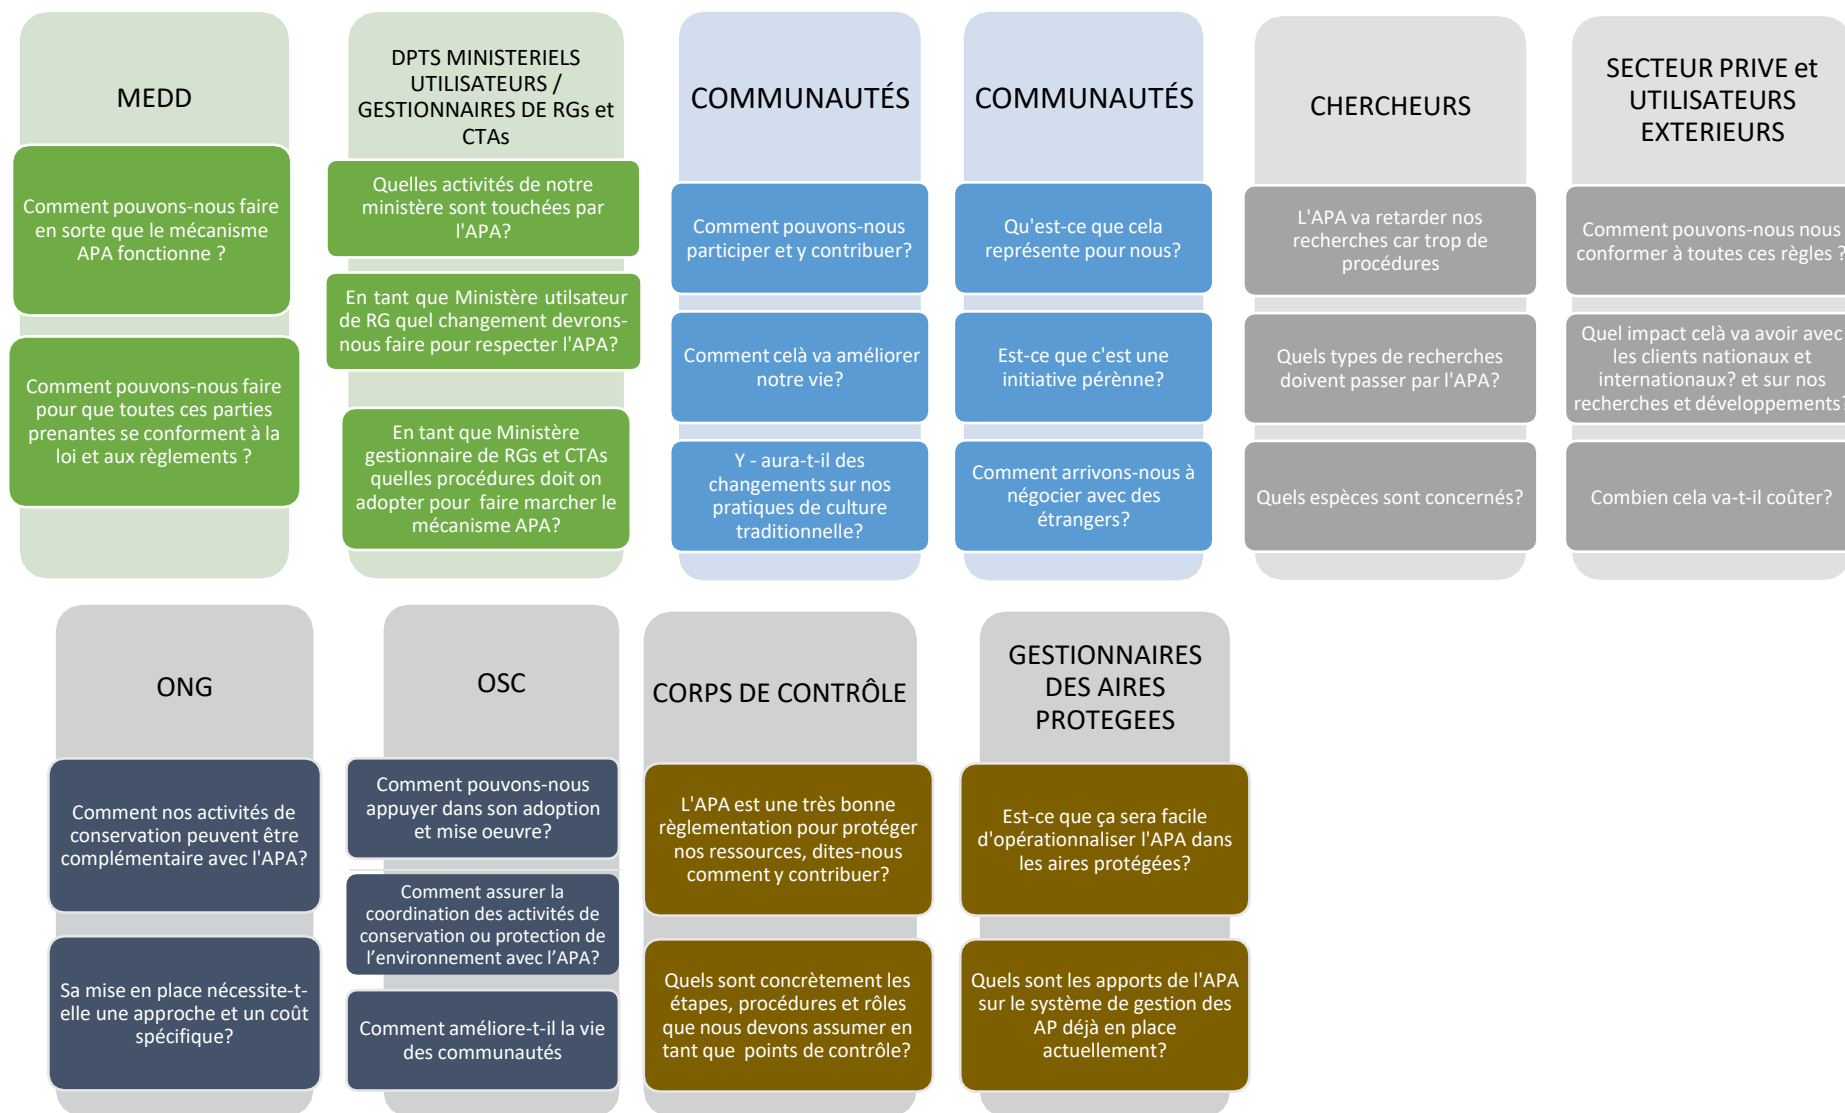 MEDD
Comment pouvons-nous faire
en sorte que le mécanisme
APA fonctionne ?
Comment pouvons-nous faire
pour que toutes ces parties
prenantes se conforment à la
loi et aux règlements ?
DPTS MINISTERIELS
UTILISATEURS /
GESTIONNAIRES DE RGs et
CTAs
Quelles activités de notre
ministère sont touchées par
l'APA?
En tant que Ministère utilsateur
de RG quel changement devrons-
nous faire pour respecter l'APA?
En tant que Ministère
gestionnaire de RGs et CTAs
quelles procédures doit on
adopter pour faire marcher le
mécanisme APA?
COMMUNAUTÉS
Comment pouvons-nous
participer et y contribuer?
Comment celà va améliorer
notre vie?
Y - aura-t-il des
changements sur nos
pratiques de culture
traditionnelle?
COMMUNAUTÉS
Qu'est-ce que cela
représente pour nous?
Est-ce que c'est une
initiative pérènne?
Comment arrivons-nous à
négocier avec des
étrangers?
CHERCHEURS
L'APA va retarder nos
recherches car trop de
procédures
Quels types de recherches
doivent passer par l'APA?
Quels espèces sont concernés?
SECTEUR PRIVE et
UTILISATEURS
EXTERIEURS
Comment pouvons-nous nous
conformer à toutes ces règles ?
Quel impact celà va avoir avec
les clients nationaux et
internationaux? et sur nos
recherches et développements?
Combien cela va-t-il coûter?
ONG
Comment nos activités de
conservation peuvent être
complémentaire avec l'APA?
Sa mise en place nécessite-t-
elle une approche et un coût
spécifique?
OSC
Comment pouvons-nous
appuyer dans son adoption
et mise oeuvre?
Comment assurer la
coordination des activités de
conservation ou protection de
l’environnement avec l’APA?
Comment améliore-t-il la vie
des communautés
CORPS DE CONTRÔLE
L'APA est une très bonne
règlementation pour protéger
nos ressources, dites-nous
comment y contribuer?
Quels sont concrètement les
étapes, procédures et rôles
que nous devons assumer en
tant que points de contrôle?
GESTIONNAIRES
DES AIRES
PROTEGEES
Est-ce que ça sera facile
d'opérationnaliser l'APA dans
les aires protégées?
Quels sont les apports de l'APA
sur le système de gestion des
AP déjà en place
actuellement?